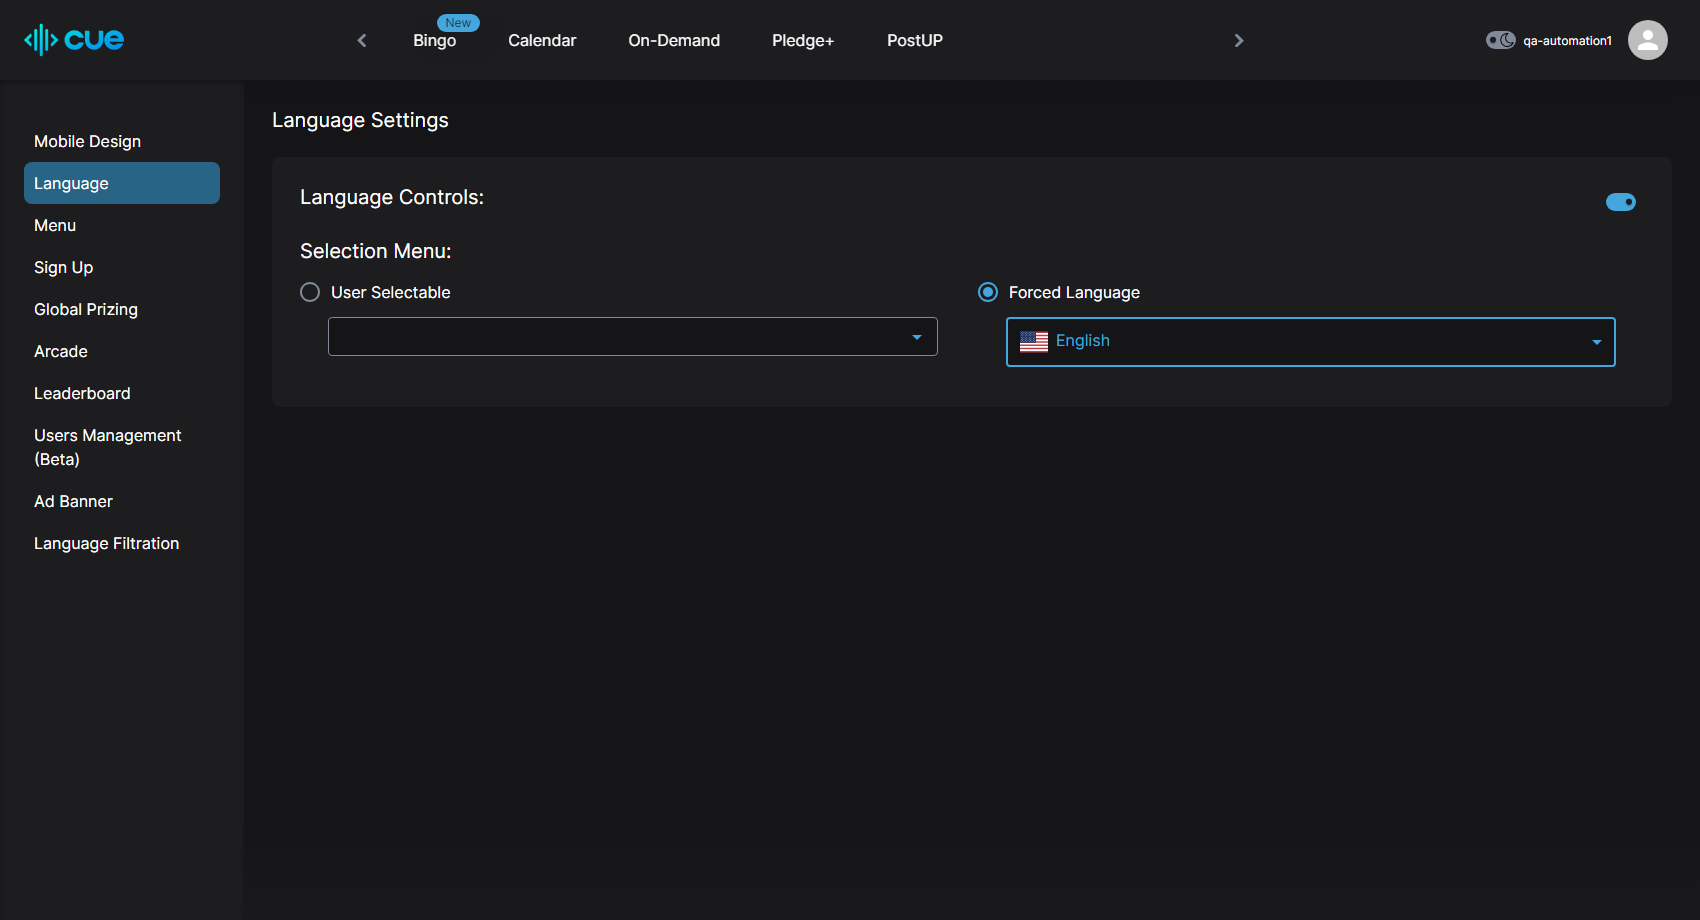 cue
New
Bingo
Calendar
On-Demand
Pledge+
PostUP
qa-automation1
Mobile Design
Language
Menu
Sign Up
Global Prizing
Arcade
Leaderboard
Users Management
(Beta)
Ad Banner
Language Filtration
Language Settings
Language Controls:
Selection Menu:
User Selectable
Forced Language
English